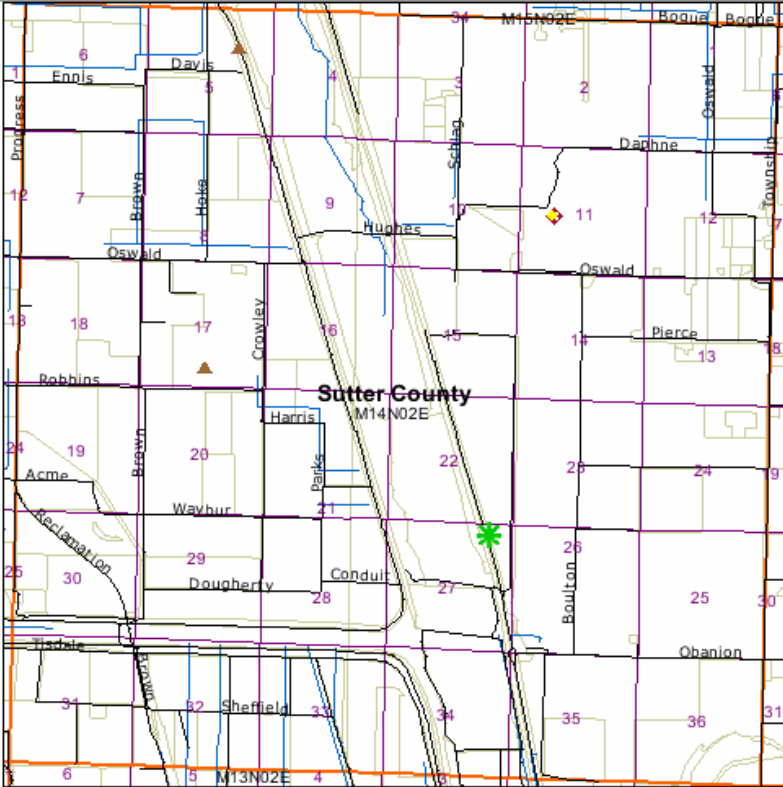 34
M15N02E
Bogue
Bogue
6
Davis
1
Ennis
5
4
3
2
1
Oswald
Progress
Schlag
Daphne
Township
12
7
Brown
Hoke
9
10
11
12
7
8
Hughes
Oswald
Oswald
13
18
17
Crowley
16
15
14
Pierce
13
18
Robbins
Sutter County
M14N02E
Harris
24
19
Brown
20
Parks
22
23
24
19
Acme
Waybur
21
Reclamation
29
26
25
30
Dougherty
Conduit
28
27
Boulton
25
30
Tisdale
Obanion
Brown
31
32
Sheffield
33
34
35
36
31
6
5
M13N02E
4
3